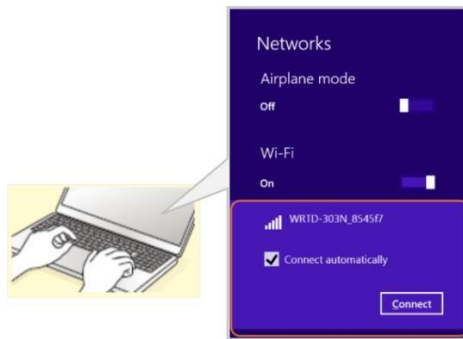 Networks
Airplane mode
Off
Wi-Fi
On
WRTD-303N_8545f7
Connect automatically
Connect